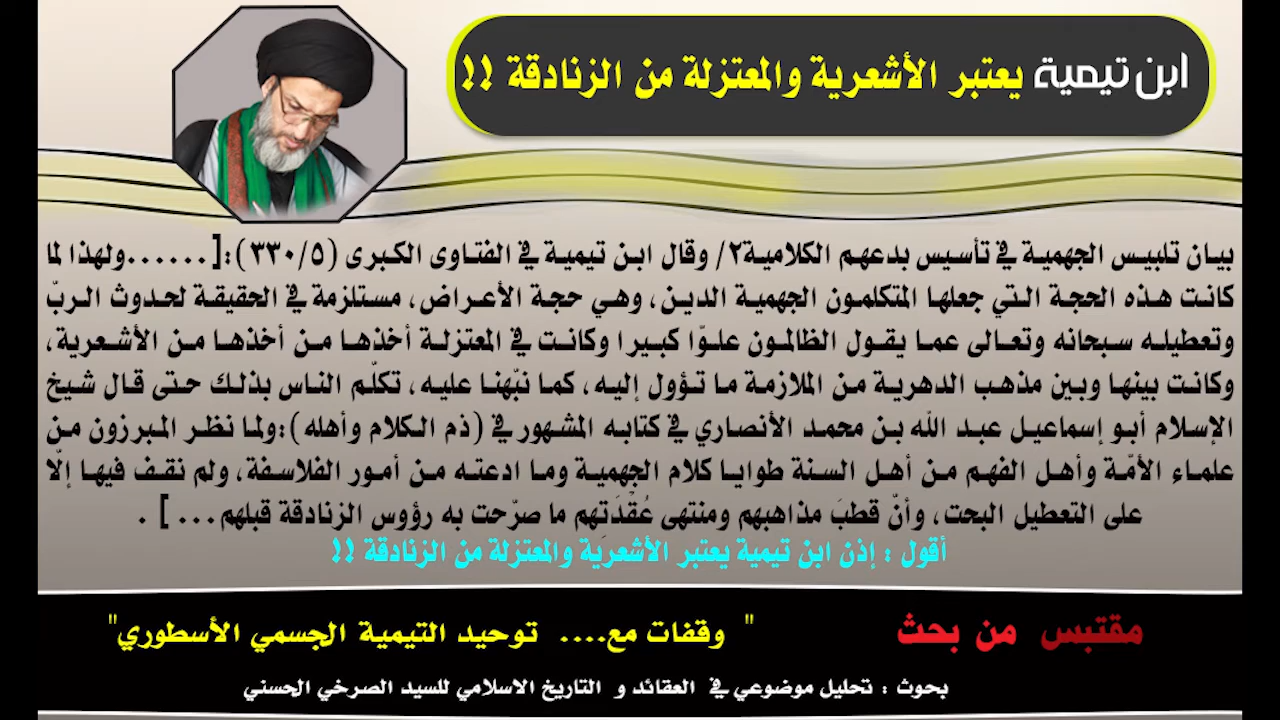 ابن تيمية يعتبر الأشعرية والمعتزلة من الزنادقة !!
بيان تلبيس الجهمية في تأسيس بدعهم الكلامية٢/ وقال ابن تيمية في الفتاوى الكبرى (٥/ ٣٣٠):[......ولهذا لما
كانت هذه الحجة التي جعلها المتكلمون الجهمية الدين، وهي حجة الأعراض، مستلزمة في الحقيقة لحدوث الربّ
وتعطيله سبحانه وتعالى عما يقول الظالمون علوّا كبيرا وكانت في المعتزلة أخذها من أخذها من الأشعرية،
وكانت بينها وبين مذهب الدهرية من الملازمة ما تؤول إليه، كما نبّهنا عليه، تكلّم الناس بذلك حتى قال شيخ
الإسلام أبو إسماعيل عبد الله بن محمد الأنصاري في كتابه المشهور في (ذم الكلام وأهله):ولما نظر المبرزون من
علماء الأمّة وأهل الفهم من أهل السنة طوايا كلام الجهمية وما ادعته من أمور الفلاسفة، ولم نقف فيها إلّا
على التعطيل البحت، وأنّ قطبَ مذاهبهم ومنتهى عُقْدَتِهم ما صرّحت به رؤوس الزنادقة قبلهم... ] .
أقول : إذن ابن تيمية يعتبر الأشعرية والمعتزلة من الزنادقة !!
مقتبس من بحث " وقفات مع.... توحيد التيمية الجسمي الأسطوري"
بحوث : تحليل موضوعي في العقائد و التاريخ الاسلامي للسيد الصرخي الحسني